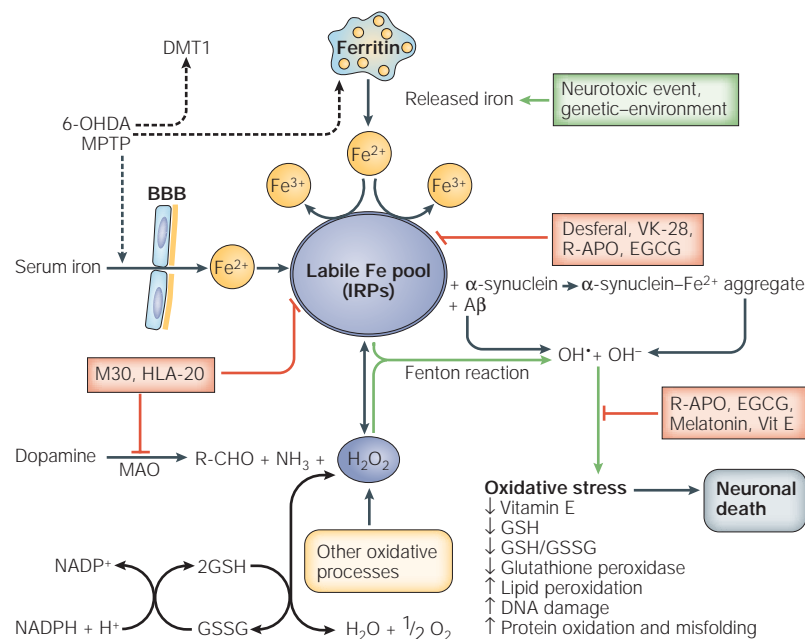 DMT1
Ferritin
Released iron
Neurotoxic event,
genetic–environment
6-OHDA
MPTP
Fe2+
Fe3+
Fe3+
BBB
Desferal, VK-28,
R-APO, EGCG
Serum iron
Fe2+
Labile Fe pool
(IRPs)
+ α-synuclein
α-synuclein–Fe2+ aggregate
+ Aβ
OH• + OH–
Fenton reaction
M30, HLA-20
R-APO, EGCG,
Melatonin, Vit E
Dopamine
MAO
R-CHO + NH3 +
H2O2
Oxidative stress
↓ Vitamin E
↓ GSH
↓ GSH/GSSG
↓ Glutathione peroxidase
↑ Lipid peroxidation
↑ DNA damage
↑ Protein oxidation and misfolding
Neuronal
death
Other oxidative
processes
NADP+
2GSH
NADPH + H+
GSSG
H2O + 1/2 O2